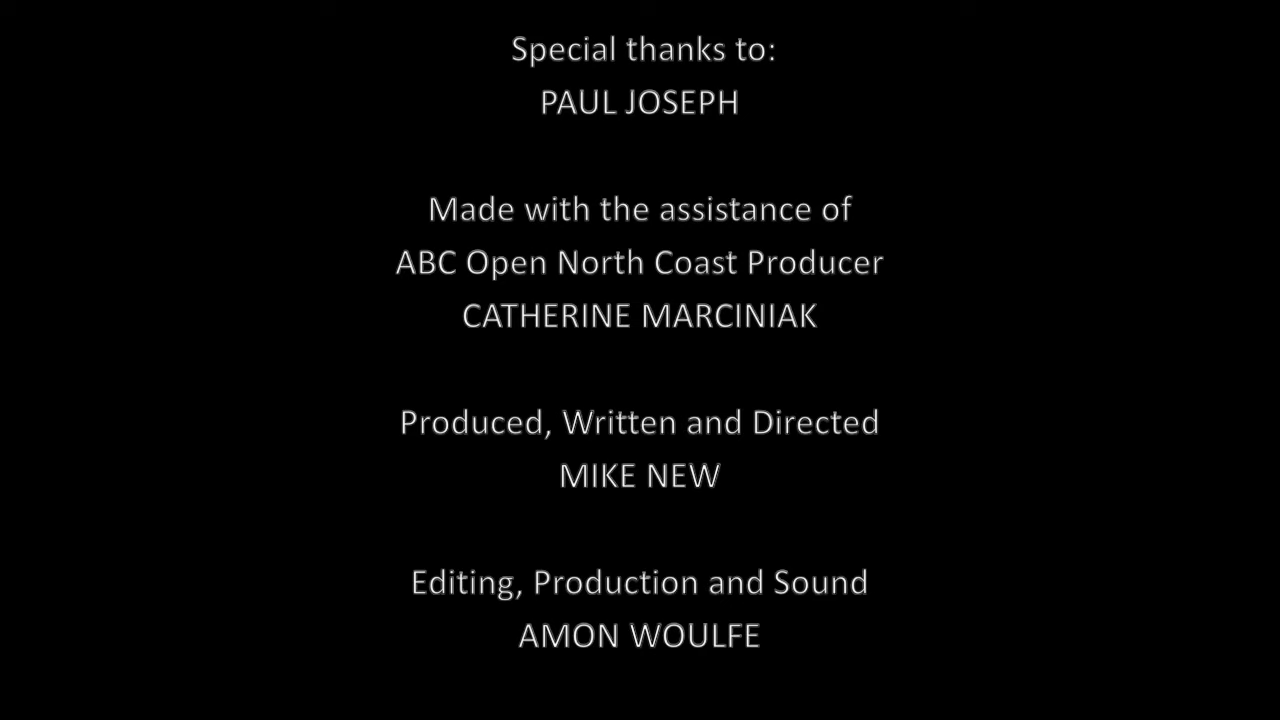 Special thanks to:
PAUL JOSEPH
Made with the assistance of
ABC Open North Coast Producer
CATHERINE MARCINIAK
Produced, Written and Directed
MIKE NEW
Editing, Production and Sound
AMON WOULFE